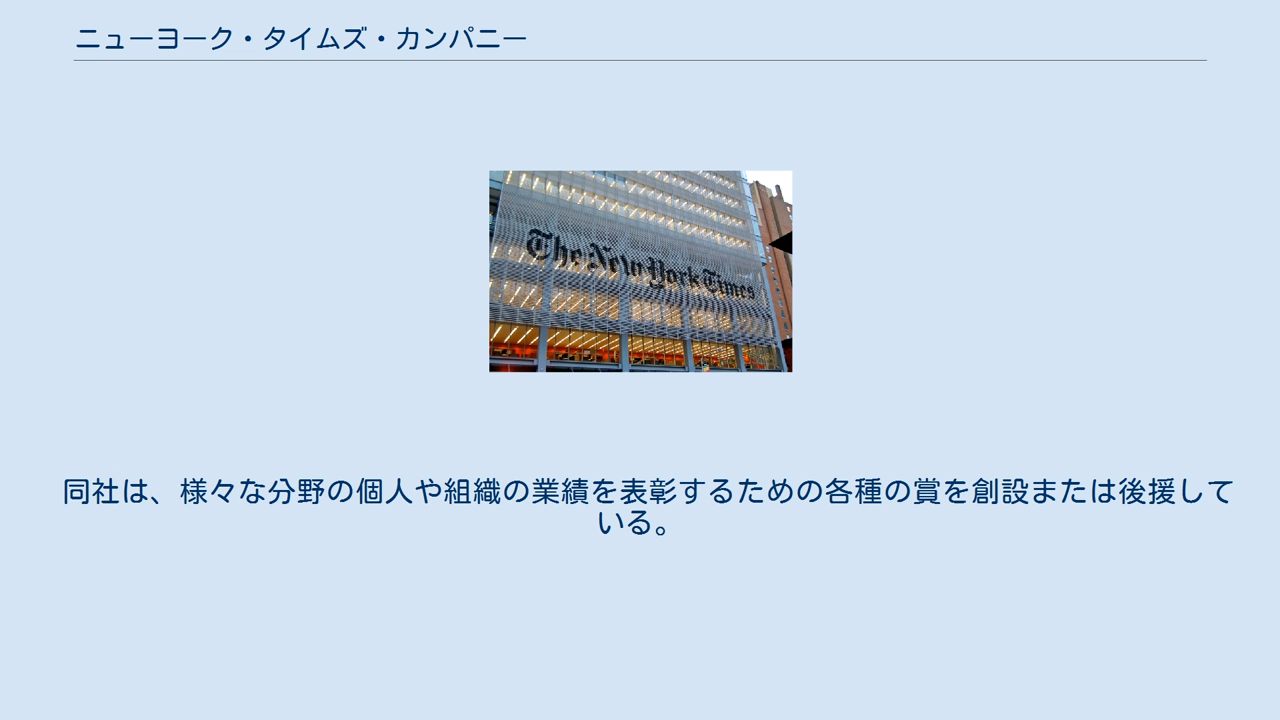 ニューヨーク・タイムズ・カンパニー
The New York Times
同社は、様々な分野の個人や組織の業績を表彰するための各種の賞を創設または後援して
いる。